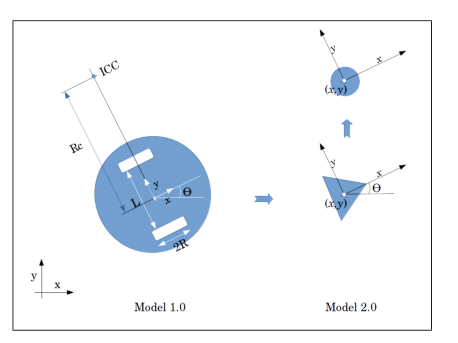 ICC
Rc
y
L
x
Θ
2R
y
x
Model 1.0
y
x
(x,y)
y
x
Θ
(x,y)
Model 2.0